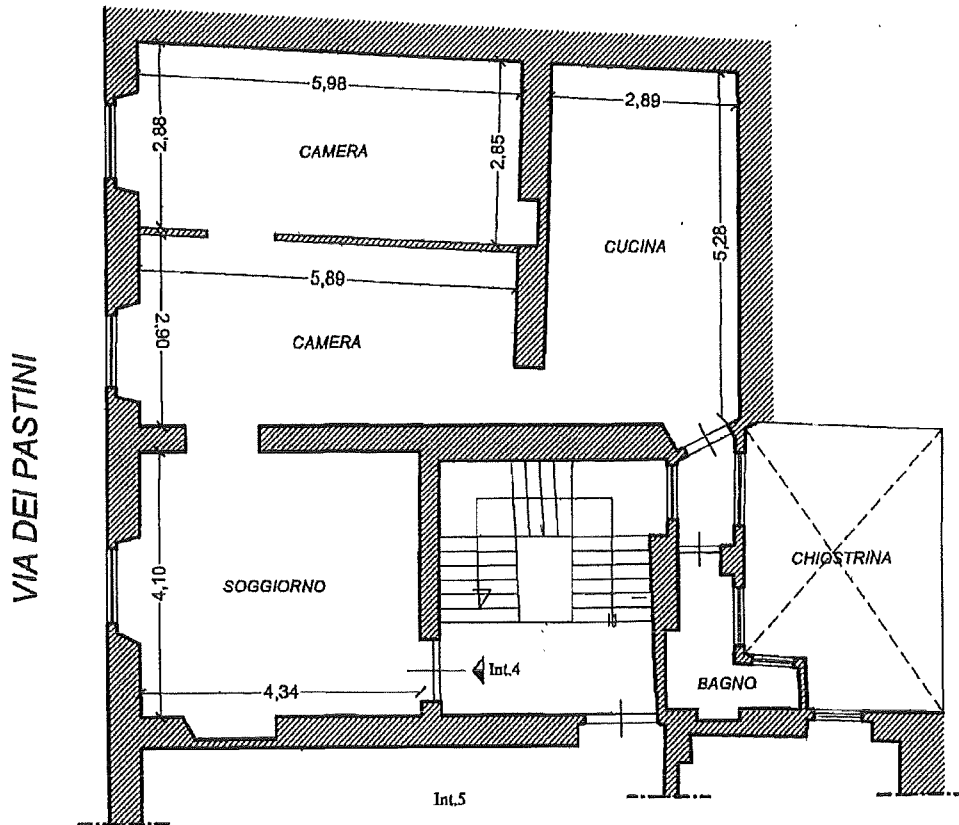 5,98
2,89
2,88
CAMERA
2,85
CUCINA
5,28
5,89
2,90
CAMERA
VIA DEI PASTINI
SOGGIORNO
4,10
CHIOSTRINA
Int.4
4,34
BAGNO
Int.5